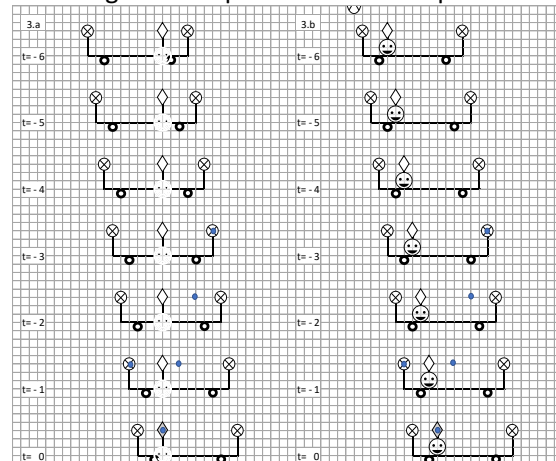 3.a 3.b
t= - 6 t= - 6
t= - 5 t= - 5
t= - 4 t= - 4
t= - 3 t= - 3
t= - 2 t= - 2
t= - 1 t= - 1
t= 0 t= 0